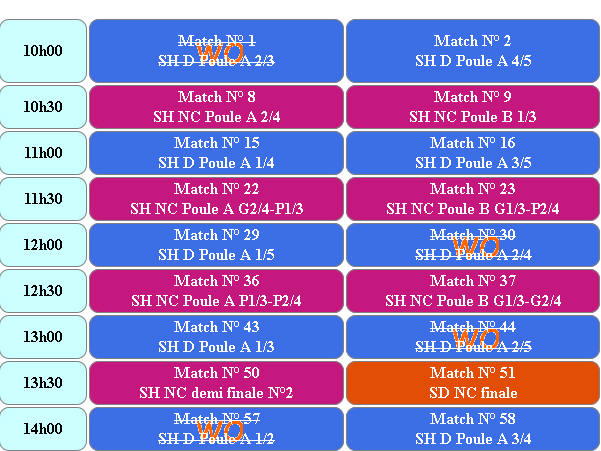 10h00
Match N° 1
SH D Poule A 2/3
WO
Match N° 2
SH D Poule A 4/5
10h30
Match N° 8
SH NC Poule A 2/4
Match N° 9
SH NC Poule B 1/3
11h00
Match N° 15
SH D Poule A 1/4
Match N° 16
SH D Poule A 3/5
11h30
Match N° 22
SH NC Poule A G2/4-P1/3
Match N° 23
SH NC Poule B G1/3-P2/4
12h00
Match N° 29
SH D Poule A 1/5
Match N° 30
SH D Poule A 2/4
WO
12h30
Match N° 36
SH NC Poule A P1/3-P2/4
Match N° 37
SH NC Poule B G1/3-G2/4
13h00
Match N° 43
SH D Poule A 1/3
Match N° 44
SH D Poule A 2/5
WO
13h30
Match N° 50
SH NC demi finale N°2
Match N° 51
SD NC finale
14h00
Match N° 57
SH D Poule A 1/2
WO
Match N° 58
SH D Poule A 3/4